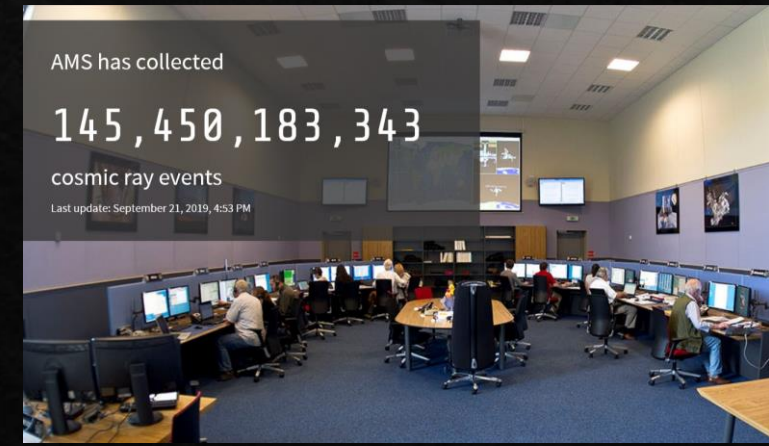 AMS has collected
145,450,183,343
cosmic ray events
Last update: September 21, 2019, 4:53 PM